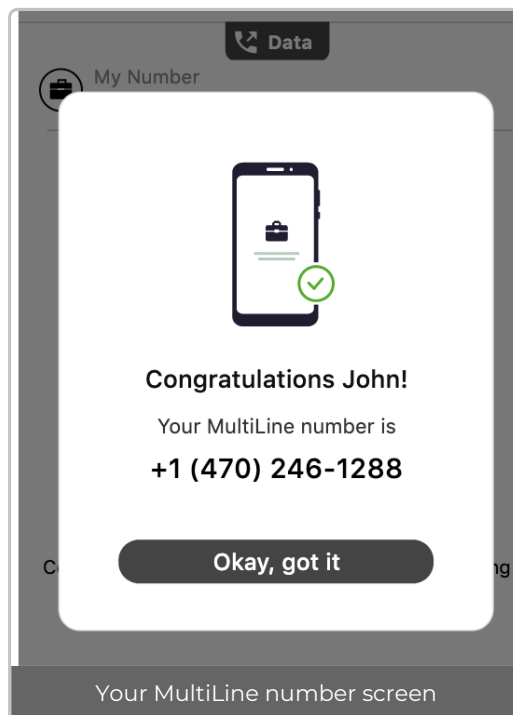 Data
My Number
Congratulations John!
Your MultiLine number is
+1 (470) 246-1288
Okay, got it
Your MultiLine number screen